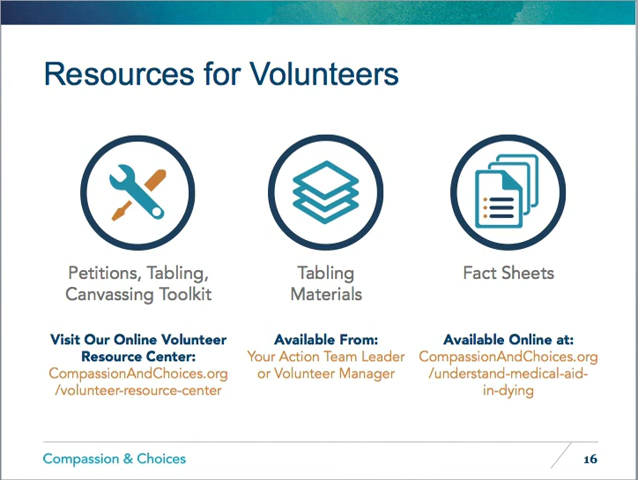 Resources for Volunteers
Petitions, Tabling,
Canvassing Toolkit
Visit Our Online Volunteer
Resource Center:
CompassionAndChoices.org
/volunteer-resource-center
Tabling
Materials
Available From:
Your Action Team Leader
or Volunteer Manager
Fact Sheets
Available Online at:
CompassionAndChoices.org
/understand-medical-aid-
in-dying
Compassion & Choices
16